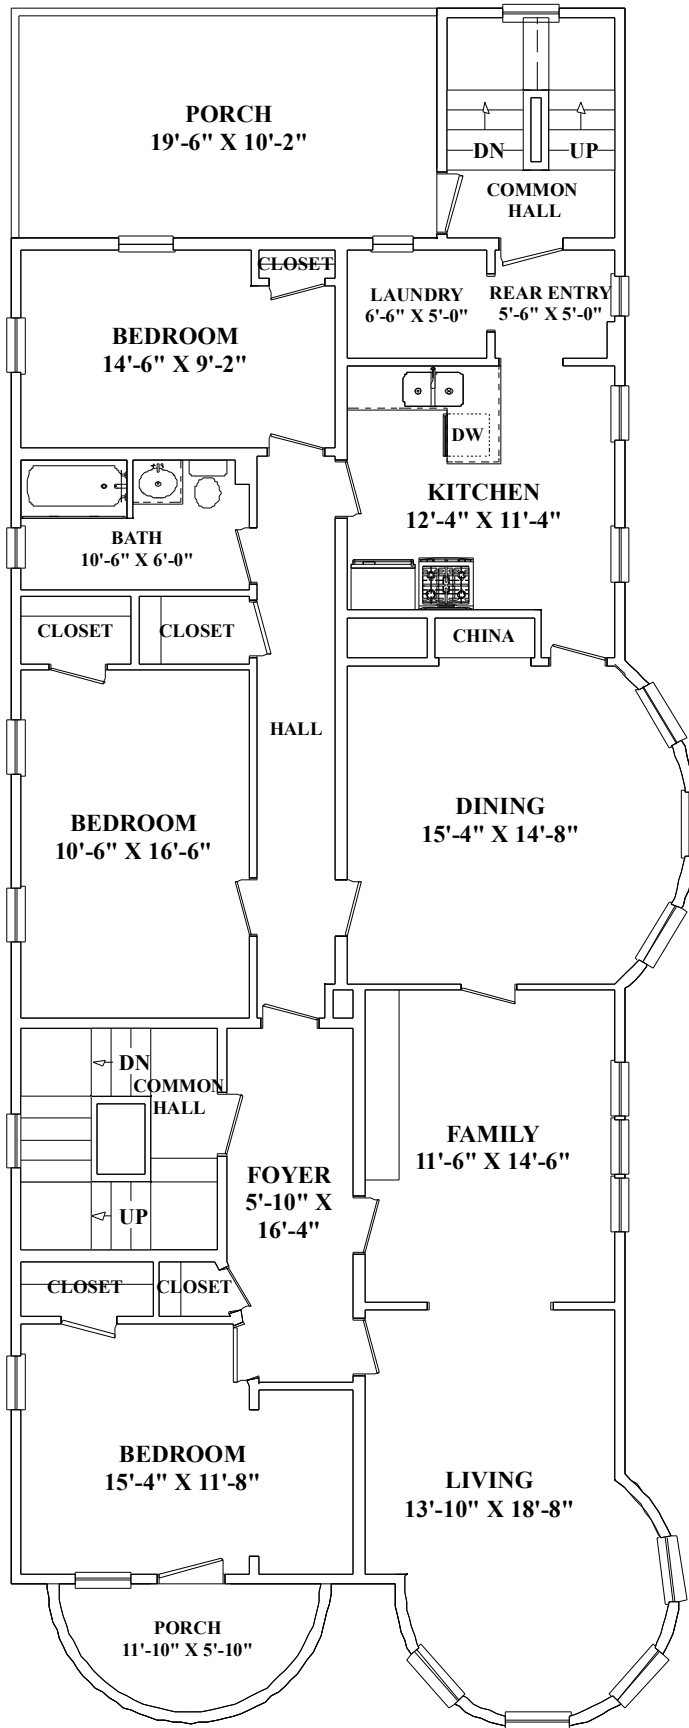 PORCH
19'-6" X 10'-2"
DN
UP
COMMON
HALL
CLOSET
LAUNDRY
6'-6" X 5'-0"
REAR ENTRY
5'-6" X 5'-0"
BEDROOM
14'-6" X 9'-2"
DW
KITCHEN
12'-4" X 11'-4"
BATH
10'-6" X 6'-0"
CLOSET
CLOSET
CHINA
HALL
DINING
15'-4" X 14'-8"
BEDROOM
10'-6" X 16'-6"
DN
COMMON
HALL
UP
FAMILY
11'-6" X 14'-6"
FOYER
5'-10" X
16'-4"
CLOSET
CLOSET
BEDROOM
15'-4" X 11'-8"
LIVING
13'-10" X 18'-8"
PORCH
11'-10" X 5'-10"